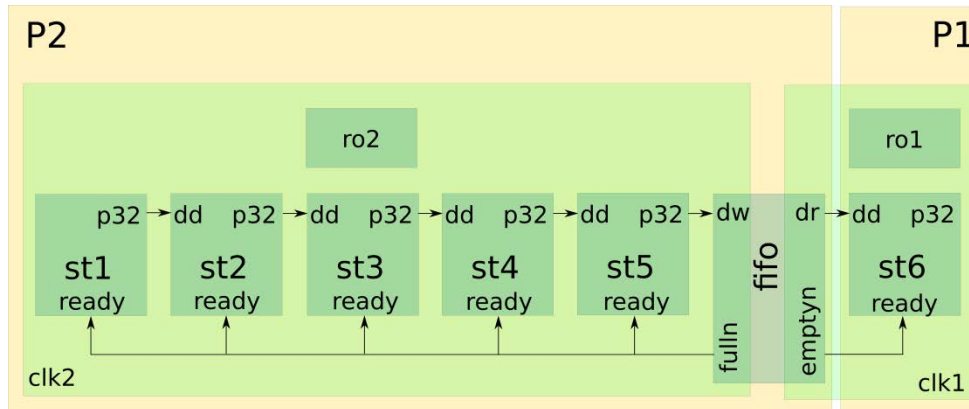 P2
P1
ro2
ro1
p32
dd
p32
dd
p32
dd
p32
dd
p32
dw
dr
dd
p32
st1
st2
st3
st4
st5
fifo
st6
ready
ready
ready
ready
ready
fulln
emptyn
ready
clk2
clk1